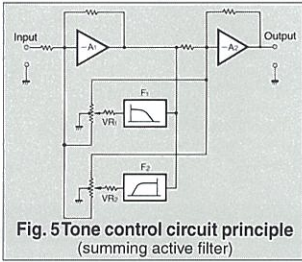 Input
Output
-A1
-A2
F1
VR1
F2
VR2
Fig. 5 Tone control circuit principle
(summing active filter)